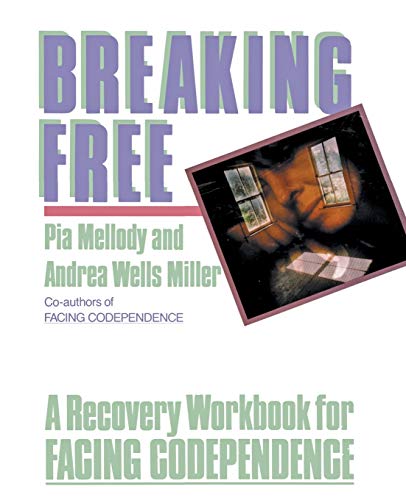 BREAKING
FREE
Pia Mellody and
Andrea Wells Miller
Co-authors of
FACING CODEPENDENCE
A Recovery Workbook for
FACING CODEPENDENCE